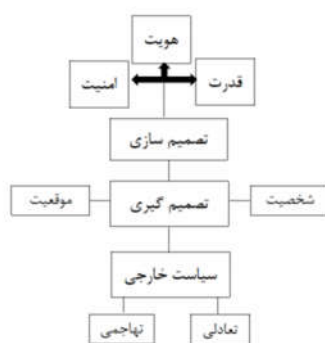 هویت
قدرت
امنیت
تصمیم سازی
شخصیت
تصمیم گیری
موقعیت
سیاست خارجی
تعادلی
تهاجمی